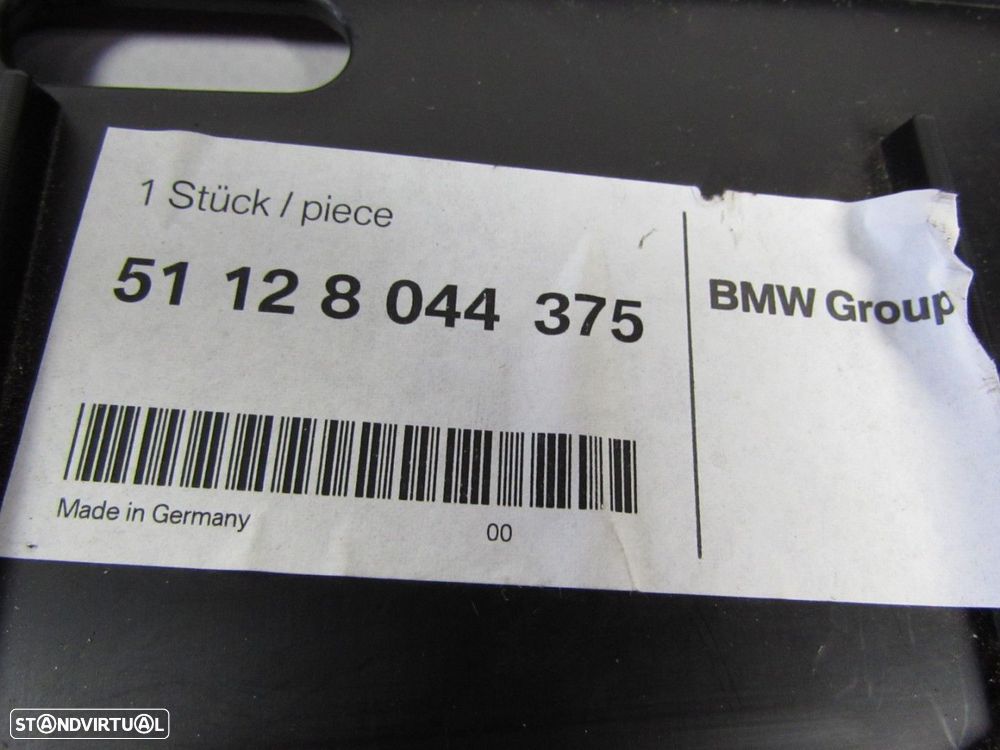 1 Stück / piece
51 12 8 044 375
BMW Group
Made in Germany
00
STANDVIRTUAL